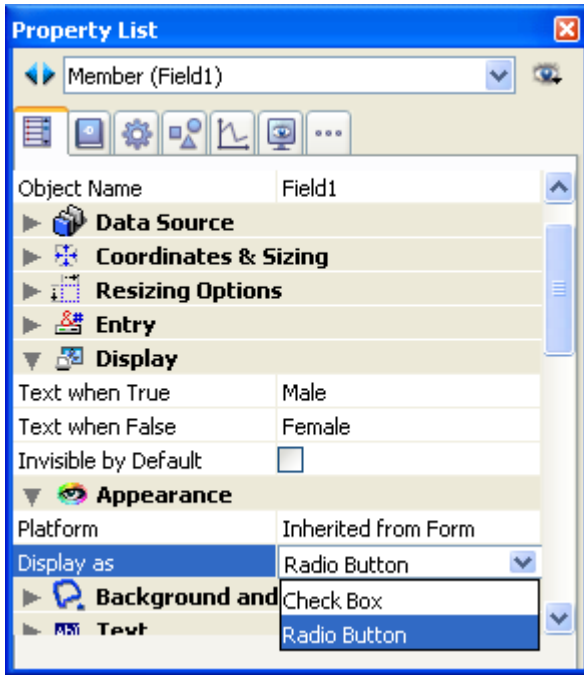 Property List
Member (Field1)
Object Name Field1
Data Source
Coordinates & Sizing
Resizing Options
Entry
Display
Text when True Male
Text when False Female
Invisible by Default
Appearance
Platform Inherited from Form
Display as Radio Button
Background and
Check Box
Text
Radio Button